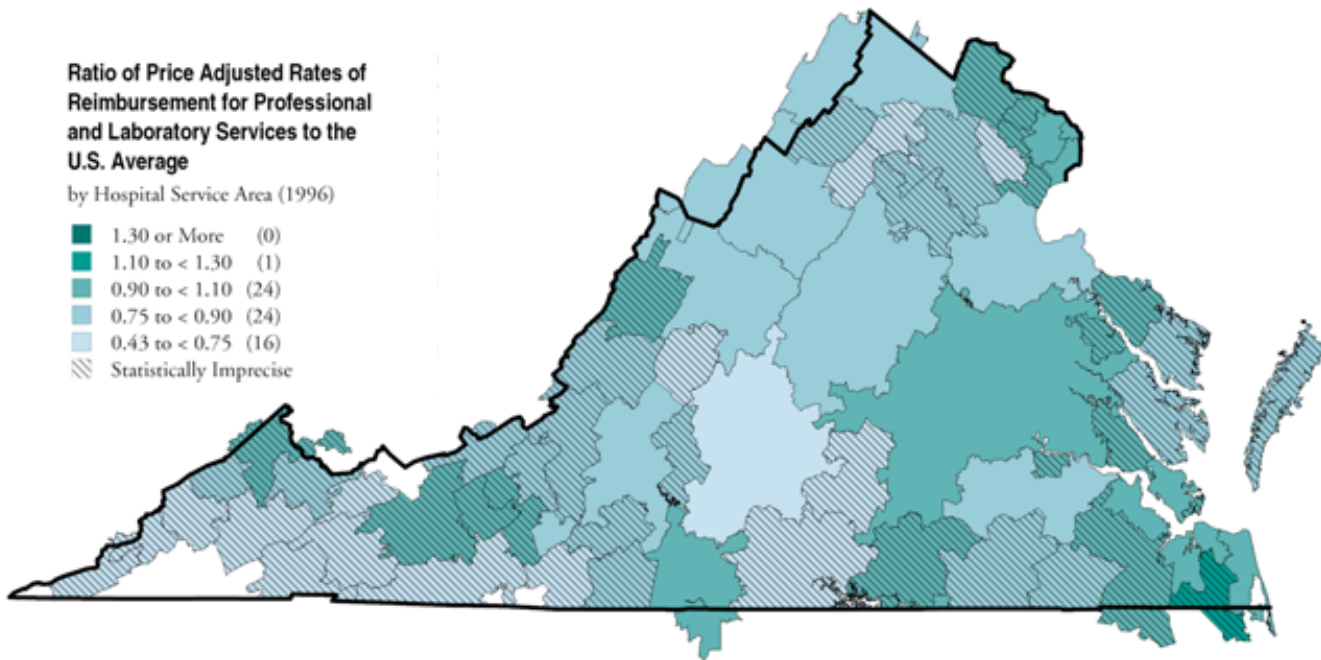 Ratio of Price Adjusted Rates of
Reimbursement for Professional
and Laboratory Services to the
U.S. Average
by Hospital Service Area (1996)
1.30 or More (0)
1.10 to < 1.30 (1)
0.90 to < 1.10 (24)
0.75 to < 0.90 (24)
0.43 to < 0.75 (16)
Statistically Imprecise